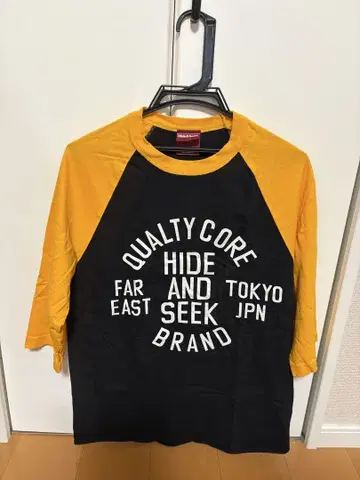 QUALTY CORE
HIDE
AND
SEEK
FAR
EAST
TOKYO
JPN
BRAND